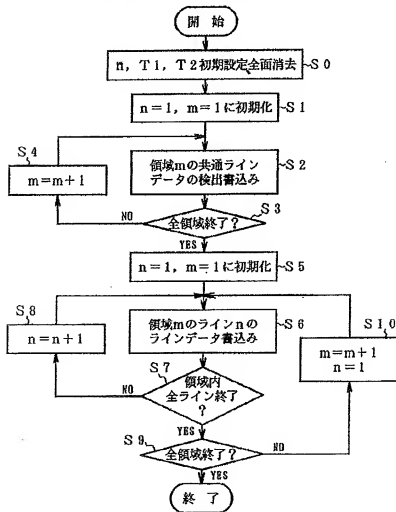 開始
n, T1, T2初期設定全面消去
S0
n=1, m=1に初期化
S1
S4
m=m+1
領域mの共通ライン
データの検出書込み
S2
NO
全領域終了?
S3
YES
n=1, m=1に初期化
S5
S8
n=n+1
領域mのラインnの
ラインデータ書込み
S6
S10
m=m+1
n=1
S7
NO
領域内
全ライン終了
?
YES
S9
全領域終了?
NO
YES
終了